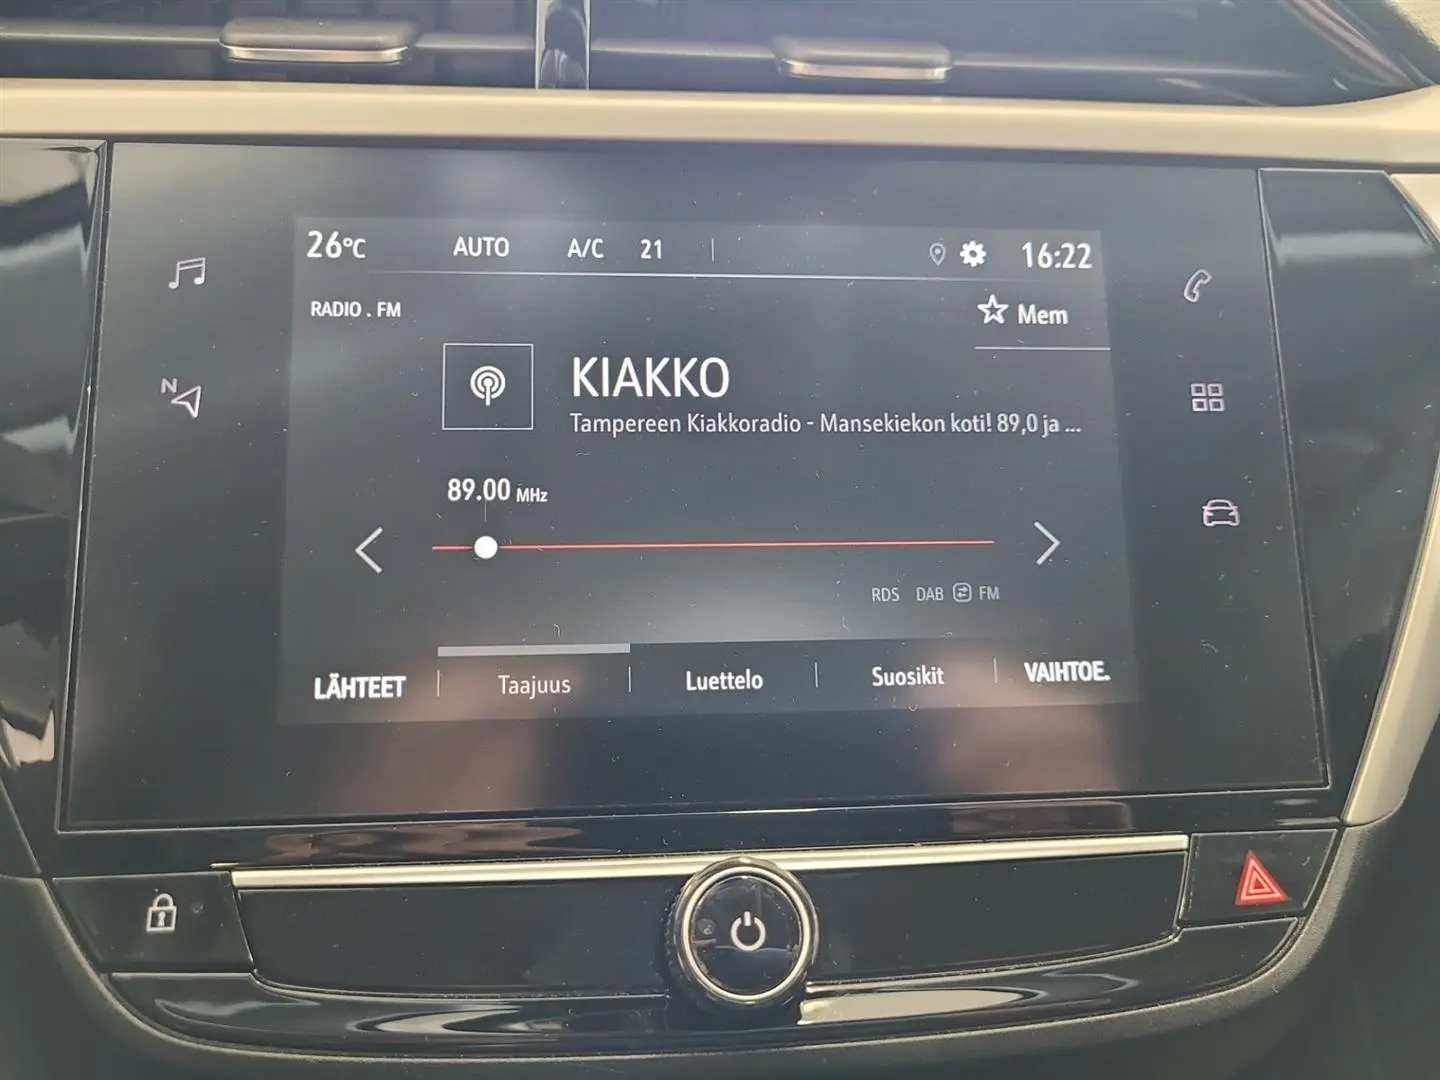 26°C AUTO A/C 21 16:22
RADIO . FM
Mem
KIAKKO
Tampereen Kiakkoradio - Mansekiekon koti! 89,0 ja ...
N
89.00 MHz
RDS DAB FM
LÄHTEET Taajuus Luettelo Suosikit VAIHTOE.